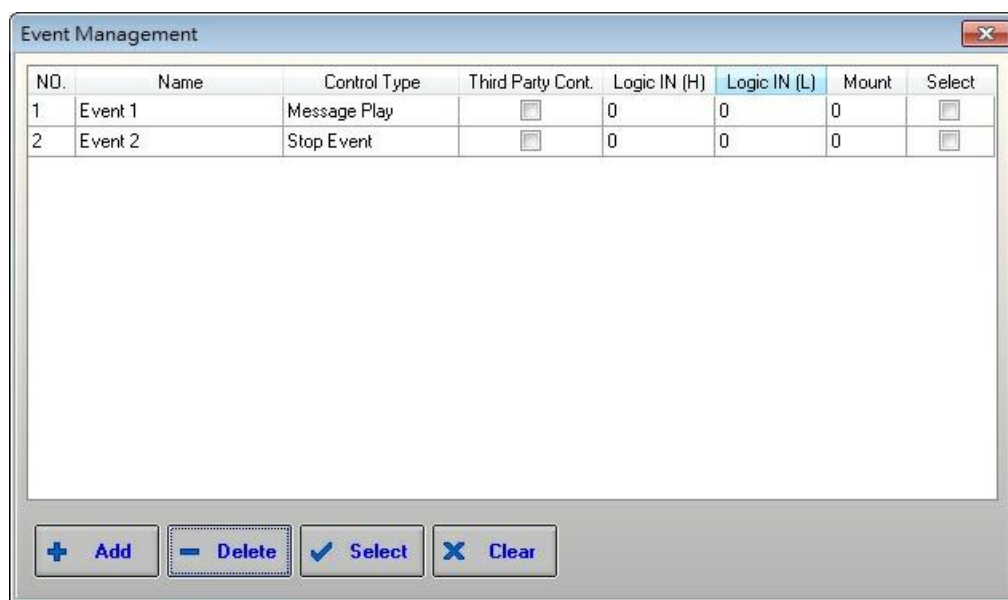 Event Management
NO. Name Control Type Third Party Cont. Logic IN (H) Logic IN (L) Mount Select
1 Event 1 Message Play 0 0 0
2 Event 2 Stop Event 0 0 0
Add Delete Select Clear